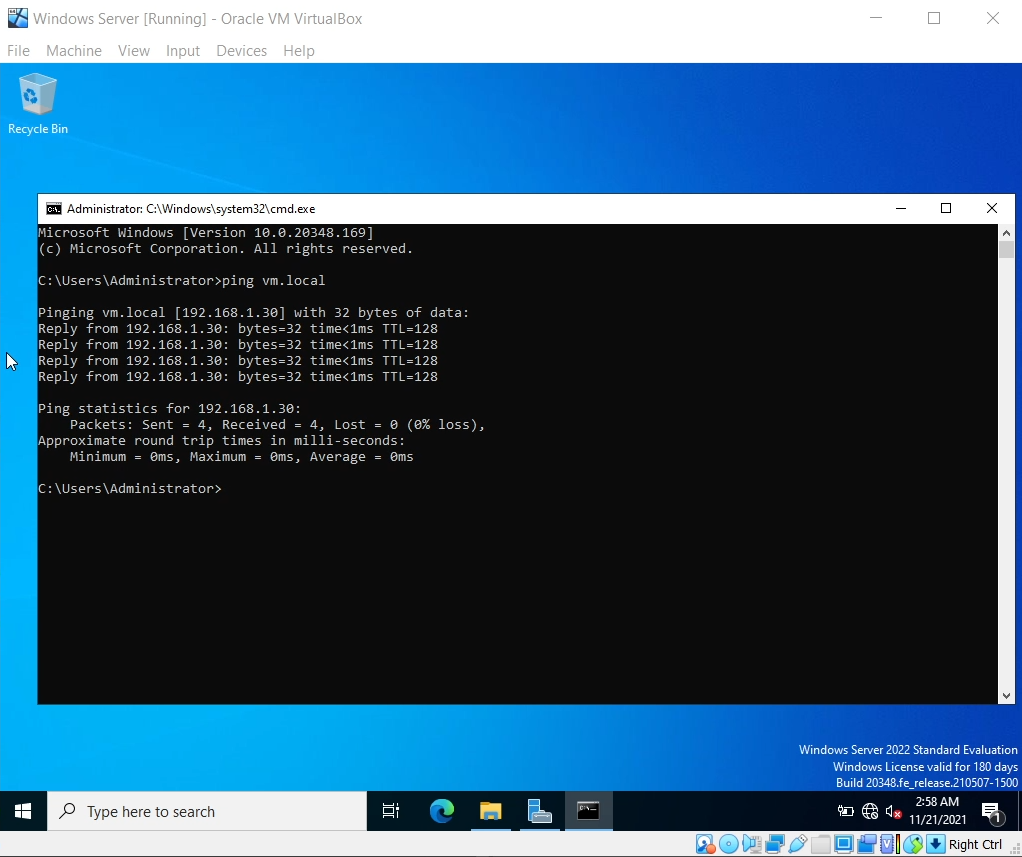 Windows Server [Running] - Oracle VM VirtualBox
File Machine View Input Devices Help
Recycle Bin
Administrator: C:\Windows\system32\cmd.exe
Microsoft Windows [Version 10.0.20348.169]
(c) Microsoft Corporation. All rights reserved.
C:\Users\Administrator>ping vm.local
Pinging vm.local [192.168.1.30] with 32 bytes of data:
Reply from 192.168.1.30: bytes=32 time<1ms TTL=128
Reply from 192.168.1.30: bytes=32 time<1ms TTL=128
Reply from 192.168.1.30: bytes=32 time<1ms TTL=128
Reply from 192.168.1.30: bytes=32 time<1ms TTL=128
Ping statistics for 192.168.1.30:
Packets: Sent = 4, Received = 4, Lost = 0 (0% loss),
Approximate round trip times in milli-seconds:
Minimum = 0ms, Maximum = 0ms, Average = 0ms
C:\Users\Administrator>
Windows Server 2022 Standard Evaluation
Windows License valid for 180 days
Build 20348.fe_release.210507-1500
Type here to search
2:58 AM
11/21/2021
1
Right Ctrl